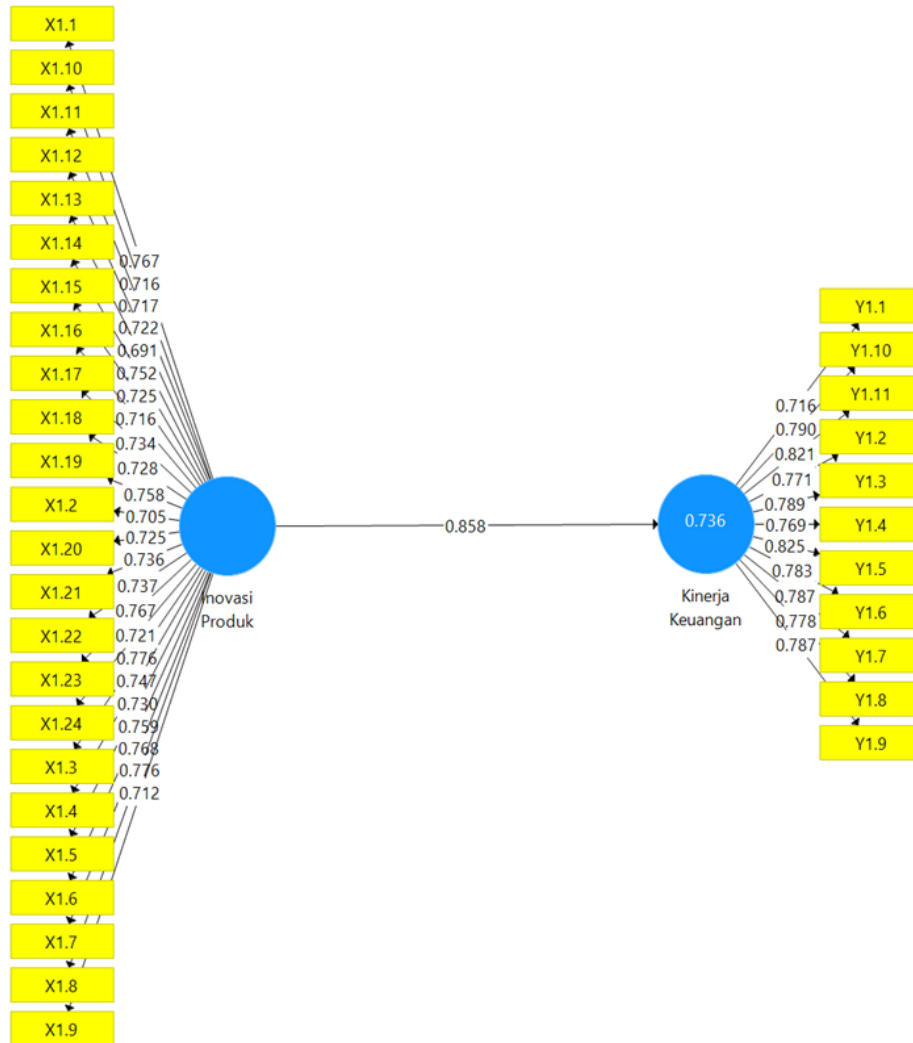 X1.1
X1.10
X1.11
X1.12
X1.13
X1.14
X1.15
X1.16
X1.17
X1.18
X1.19
X1.2
X1.20
X1.21
X1.22
X1.23
X1.24
X1.3
X1.4
X1.5
X1.6
X1.7
X1.8
X1.9
0.767
0.716
0.717
0.722
0.691
0.752
0.725
0.716
0.734
0.728
0.758
0.705
0.725
0.736
0.737
0.767
0.721
0.776
0.747
0.730
0.759
0.768
0.776
0.712
Inovasi
Produk
0.858
0.736
Kinerja
Keuangan
0.716
0.790
0.821
0.771
0.789
0.769
0.825
0.783
0.787
0.778
0.787
Y1.1
Y1.10
Y1.11
Y1.2
Y1.3
Y1.4
Y1.5
Y1.6
Y1.7
Y1.8
Y1.9